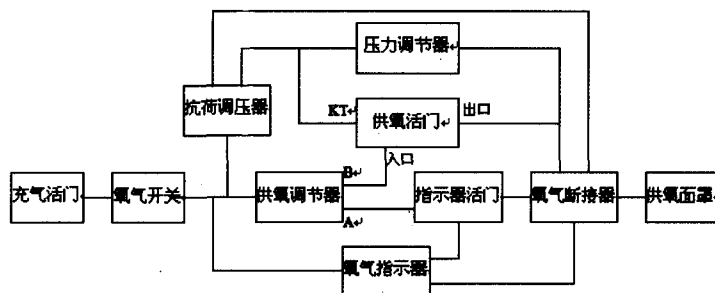 压力调节器
抗荷调压器
KT
供氧活门
出口
入口
B
充气活门
氧气开关
供氧调节器
指示器活门
氧气断接器
供氧面罩
A
氧气指示器